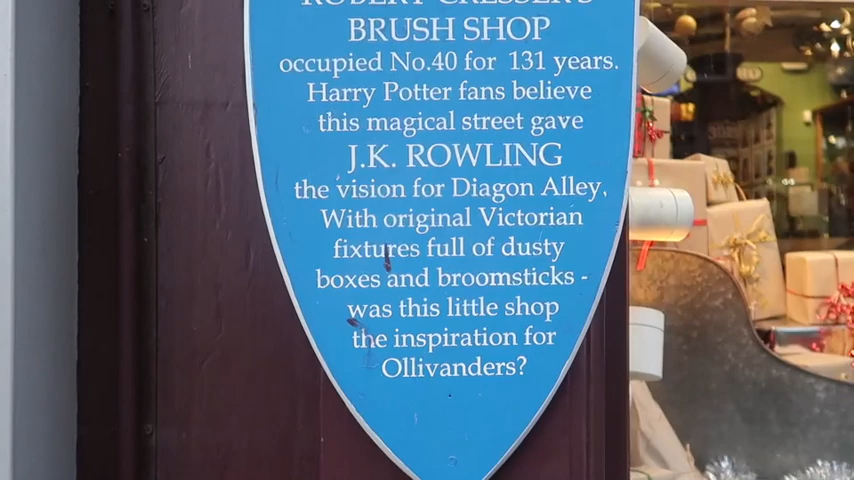 ROBERT CRESSER'S
BRUSH SHOP
occupied No.40 for 131 years.
Harry Potter fans believe
this magical street gave
J.K. ROWLING
the vision for Diagon Alley,
With original Victorian
fixtures full of dusty
boxes and broomsticks -
was this little shop
the inspiration for
Ollivanders?